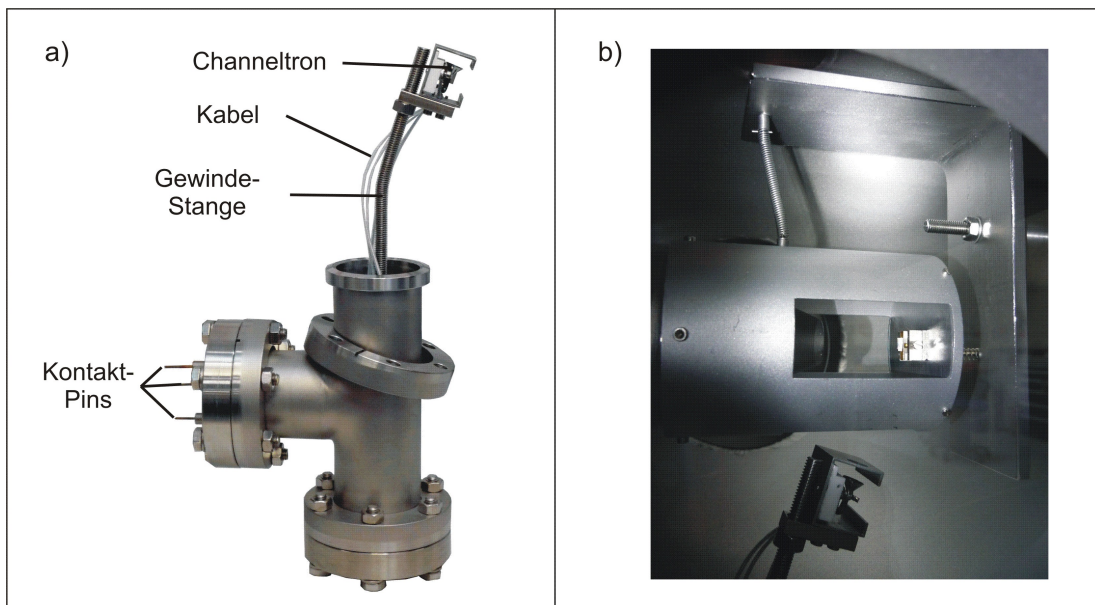 a)
Channeltron
Kabel
Gewinde-
Stange
Kontakt-
Pins
b)